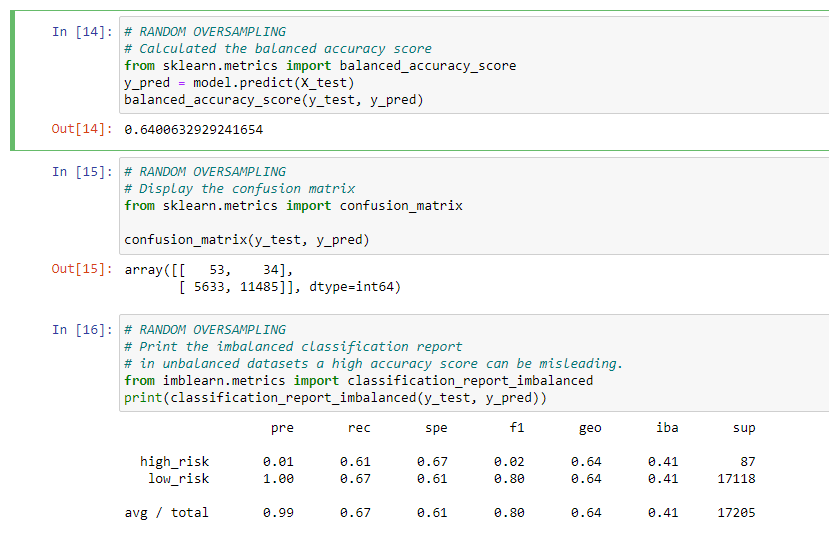 In [14]: # RANDOM OVERSAMPLING
# Calculated the balanced accuracy score
from sklearn.metrics import balanced_accuracy_score
y_pred = model.predict(X_test)
balanced_accuracy_score(y_test, y_pred)
Out[14]: 0.6400632929241654
In [15]: # RANDOM OVERSAMPLING
# Display the confusion matrix
from sklearn.metrics import confusion_matrix
confusion_matrix(y_test, y_pred)
Out[15]: array([[   53,    34],
       [ 5633, 11485]], dtype=int64)
In [16]: # RANDOM OVERSAMPLING
# Print the imbalanced classification report
# in unbalanced datasets a high accuracy score can be misleading.
from imblearn.metrics import classification_report_imbalanced
print(classification_report_imbalanced(y_test, y_pred))
pre rec spe f1 geo iba sup
high_risk 0.01 0.61 0.67 0.02 0.64 0.41 87
low_risk 1.00 0.67 0.61 0.80 0.64 0.41 17118
avg / total 0.99 0.67 0.61 0.80 0.64 0.41 17205